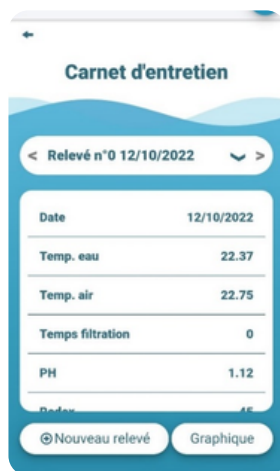 Carnet d'entretien
< Relevé n°0 12/10/2022 >
Date 12/10/2022
Temp. eau 22.37
Temp. air 22.75
Temps filtration 0
PH 1.12
Redox 45
Nouveau relevé Graphique